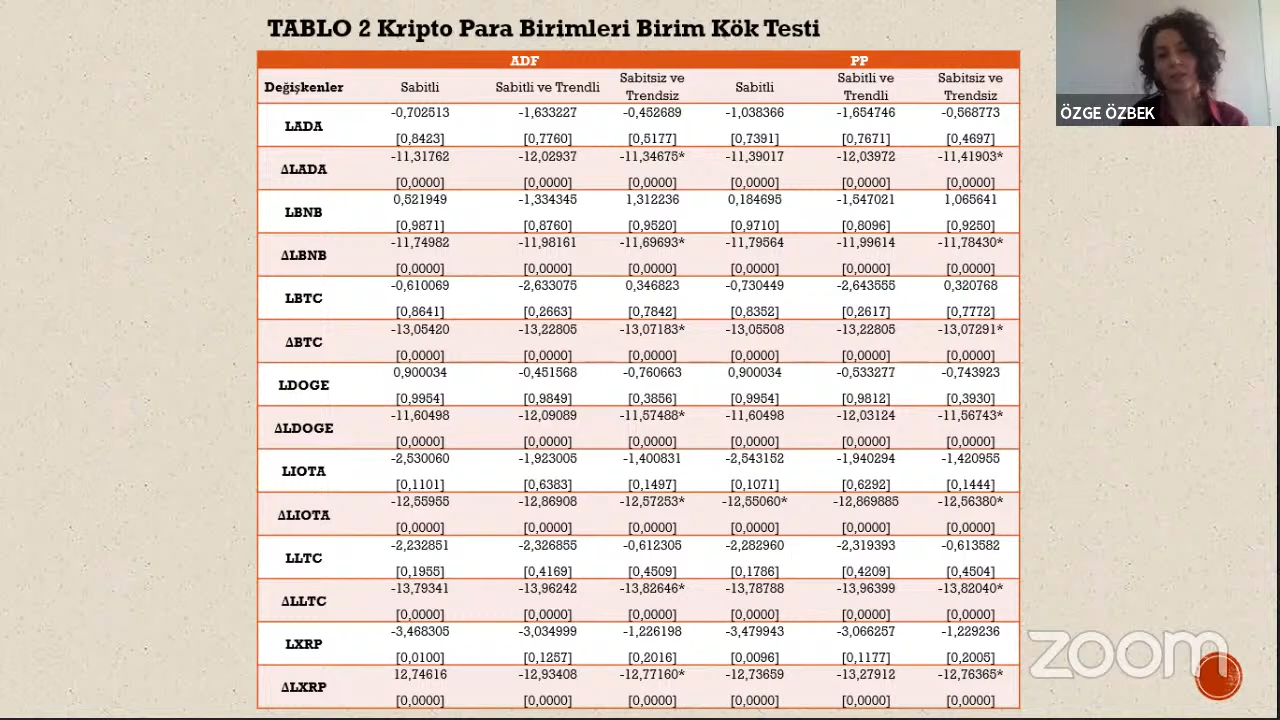 TABLO 2 Kripto Para Birimleri Birim Kök Testi
ADF PP
Değişkenler Sabitli Sabitli ve Trendli Sabitsiz ve Trendsiz Sabitli Sabitli ve Trendli Sabitsiz ve Trendsiz
LADA -0,702513 -1,633227 -0,452689 -1,038366 -1,654746 -0,568773
[0,8423] [0,7760] [0,5177] [0,7391] [0,7671] [0,4697]
ΔLADA -11,31762 -12,02937 -11,34675* -11,39017 -12,03972 -11,41903*
[0,0000] [0,0000] [0,0000] [0,0000] [0,0000] [0,0000]
LBNB 0,521949 -1,334345 1,312236 0,184695 -1,547021 1,065641
[0,9871] [0,8760] [0,9520] [0,9710] [0,8096] [0,9250]
ΔLBNB -11,74982 -11,98161 -11,69693* -11,79564 -11,99614 -11,78430*
[0,0000] [0,0000] [0,0000] [0,0000] [0,0000] [0,0000]
LBTC -0,610069 -2,633075 0,346823 -0,730449 -2,643555 0,320768
[0,8641] [0,2663] [0,7842] [0,8352] [0,2617] [0,7772]
ΔBTC -13,05420 -13,22805 -13,07183* -13,05508 -13,22805 -13,07291*
[0,0000] [0,0000] [0,0000] [0,0000] [0,0000] [0,0000]
LDOGE 0,900034 -0,451568 -0,760663 0,900034 -0,533277 -0,743923
[0,9954] [0,9849] [0,3856] [0,9954] [0,9812] [0,3930]
ΔLDOGE -11,60498 -12,09089 -11,57488* -11,60498 -12,03124 -11,56743*
[0,0000] [0,0000] [0,0000] [0,0000] [0,0000] [0,0000]
LIOTA -2,530060 -1,923005 -1,400831 -2,543152 -1,940294 -1,420955
[0,1101] [0,6383] [0,1497] [0,1071] [0,6292] [0,1444]
ΔLIOTA -12,55955 -12,86908 -12,57253* -12,55060* -12,869885 -12,56380*
[0,0000] [0,0000] [0,0000] [0,0000] [0,0000] [0,0000]
LLTC -2,232851 -2,326855 -0,612305 -2,282960 -2,319393 -0,613582
[0,1955] [0,4169] [0,4509] [0,1786] [0,4209] [0,4504]
ΔLLTC -13,79341 -13,96242 -13,82646* -13,78788 -13,96399 -13,82040*
[0,0000] [0,0000] [0,0000] [0,0000] [0,0000] [0,0000]
LXRP -3,468305 -3,034999 -1,226198 -3,479943 -3,066257 -1,229236
[0,0100] [0,1257] [0,2016] [0,0096] [0,1177] [0,2005]
ΔLXRP 12,74616 -12,93408 -12,77160* -12,73659 -13,27912 -12,76365*
[0,0000] [0,0000] [0,0000] [0,0000] [0,0000] [0,0000]
ÖZGE ÖZBEK
zoom